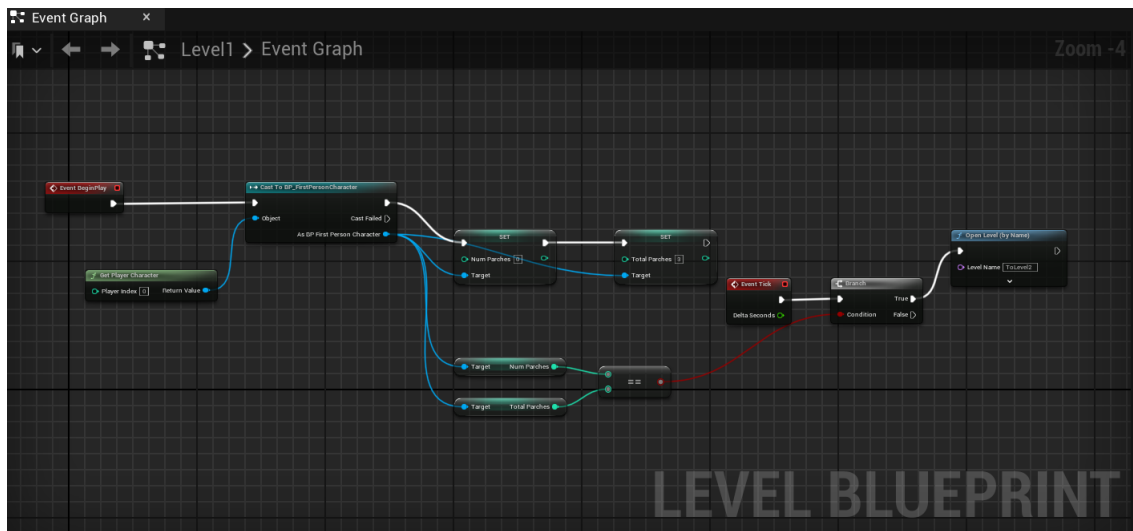 Event Graph
Level1 > Event Graph
Zoom -4
Event BeginPlay
Cast To BP_FirstPersonCharacter
Object
Cast Failed
As BP First Person Character
Get Player Character
Player Index 0
Return Value
SET
Num Parches 0
Target
SET
Total Parches 3
Target
Event Tick
Delta Seconds
Branch
True
Condition
False
Open Level (by Name)
Level Name ToLevel2
Target
Num Parches
==
Target
Total Parches
LEVEL BLUEPRINT